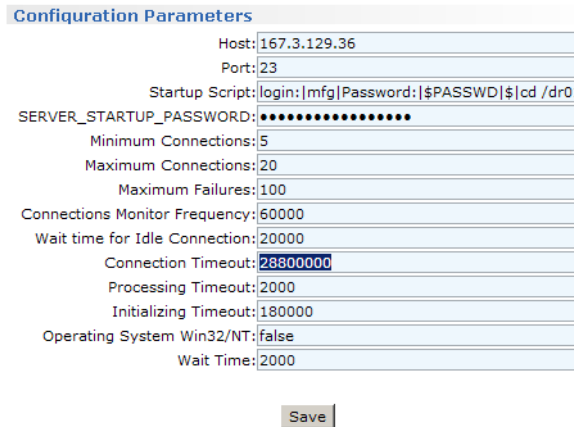 Configuration Parameters
Host: 167.3.129.36
Port: 23
Startup Script: login:|mfg|Password:|$PASSWD|$|cd /dr0
SERVER_STARTUP_PASSWORD: •••••••••••••••••
Minimum Connections: 5
Maximum Connections: 20
Maximum Failures: 100
Connections Monitor Frequency: 60000
Wait time for Idle Connection: 20000
Connection Timeout: 28800000
Processing Timeout: 2000
Initializing Timeout: 180000
Operating System Win32/NT: false
Wait Time: 2000
Save